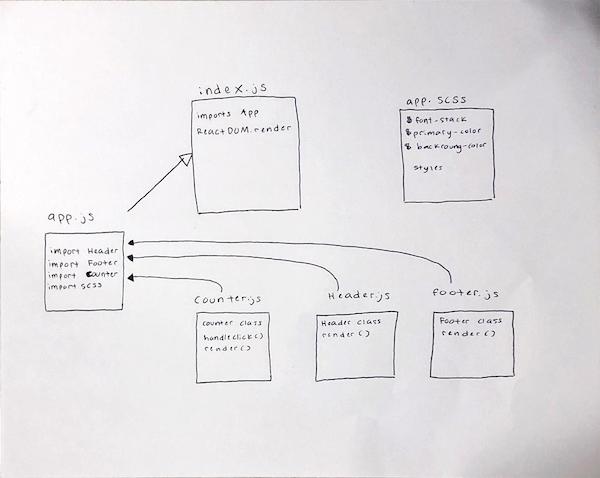 index.js
imports App
ReactDOM.render
app.scss
$ font-stack
$ primary-color
$ backroung-color
styles
app.js
import Header
import Footer
import Counter
import SCSS
Counter.js
counter class
handleclick()
render()
Header.js
Header class
render()
footer.js
Footer class
render()